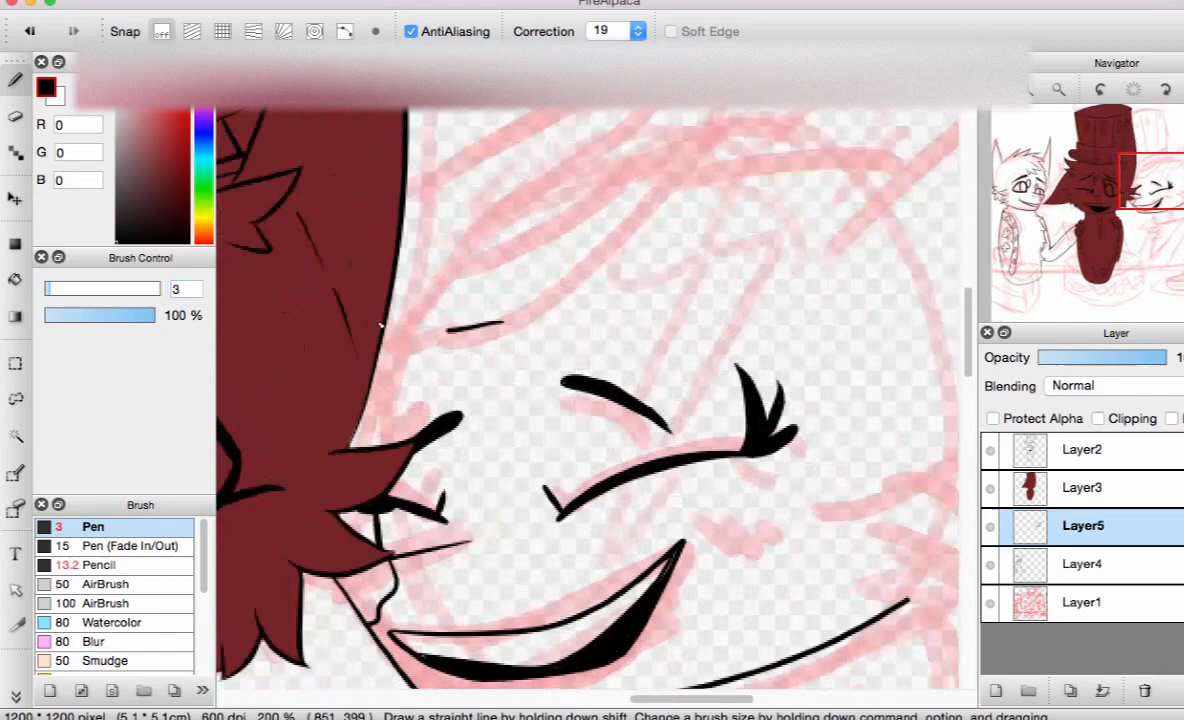 FireAlpaca
Snap off AntiAliasing Correction 19 Soft Edge
Navigator
R 0
G 0
B 0
Brush Control
3
100 %
Layer
Opacity
Blending Normal
Protect Alpha Clipping
Layer2
Layer3
Layer5
Layer4
Layer1
Brush
3 Pen
15 Pen (Fade In/Out)
13.2 Pencil
50 AirBrush
100 AirBrush
80 Watercolor
80 Blur
50 Smudge
T
1200 * 1200 pixel (5.1 * 5.1cm) 600 dpi 200 % ( 851, 399 ) Draw a straight line by holding down shift, Change a brush size by holding down command, option, and dragging